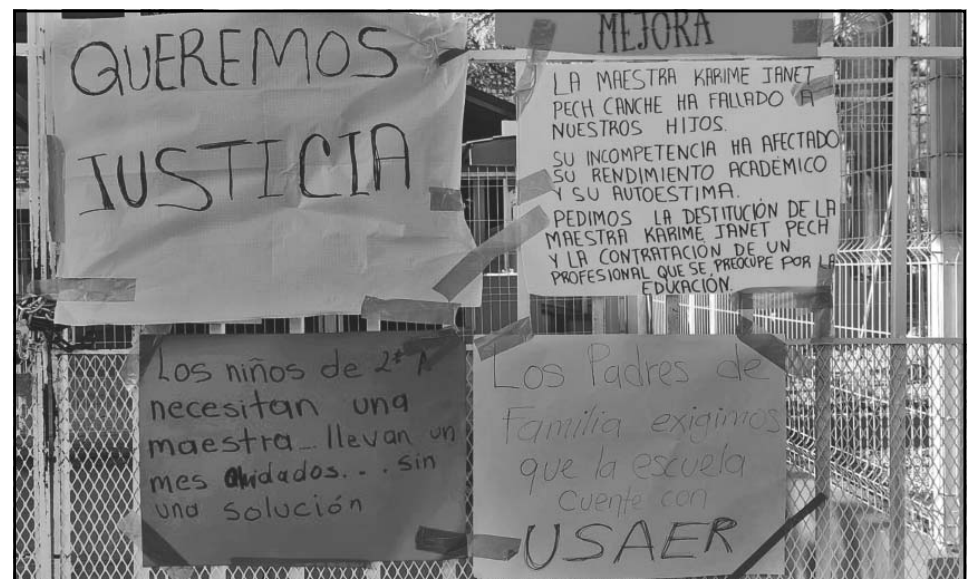 QUEREMOS
JUSTICIA
MEJORA
LA MAESTRA KARIME JANET
PECH CANCHE HA FALLADO A
NUESTROS HIJOS.
SU INCOMPETENCIA HA AFECTADO
SU RENDIMIENTO ACADÉMICO
Y SU AUTOESTIMA.
PEDIMOS LA DESTITUCIÓN DE LA
MAESTRA KARIME JANET PECH
Y LA CONTRATACIÓN DE UN
PROFESIONAL QUE SE PREOCUPE POR LA
EDUCACIÓN.
Los niños de 2° A
necesitan una
maestra... llevan un
mes olvidados... sin
una solución
Los Padres de
Familia exigimos
que la escuela
cuente con
USAER